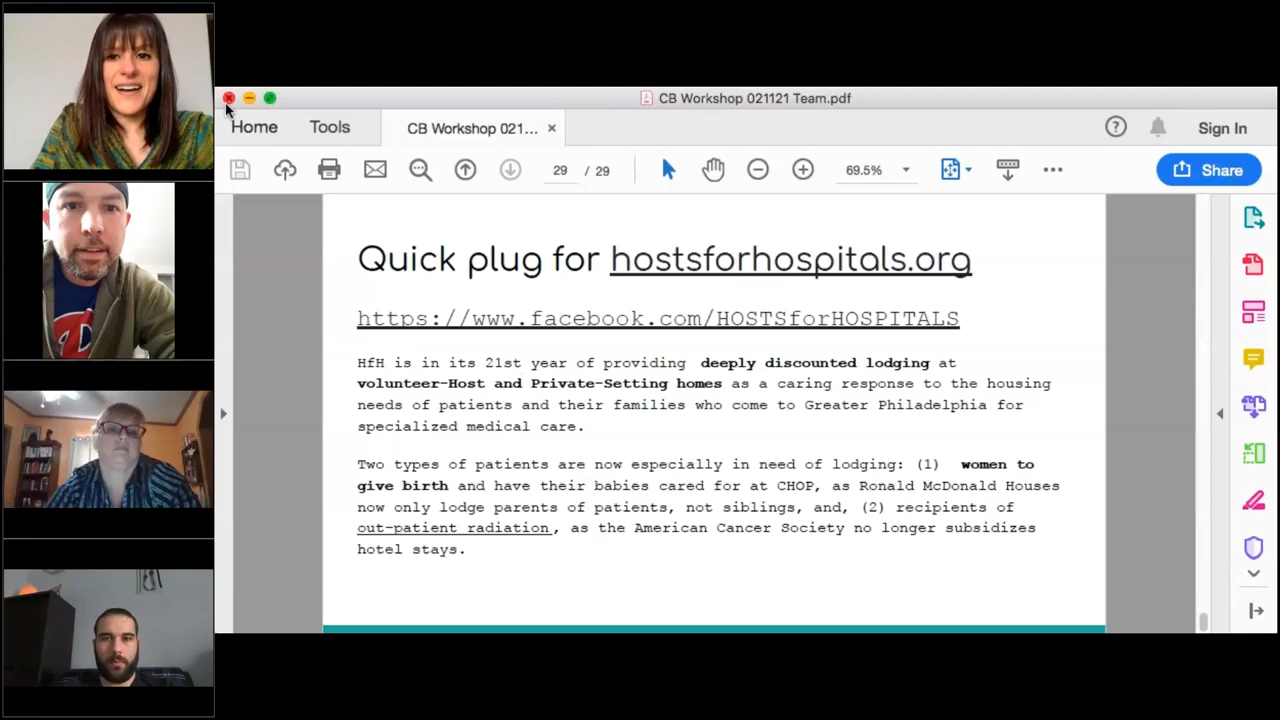 CB Workshop 021121 Team.pdf
Home
Tools
CB Workshop 021...
Sign In
29 / 29
69.5%
Share
Quick plug for hostsforhospitals.org
https://www.facebook.com/HOSTSforHOSPITALS
HfH is in its 21st year of providing deeply discounted lodging at
volunteer-Host and Private-Setting homes as a caring response to the housing
needs of patients and their families who come to Greater Philadelphia for
specialized medical care.
Two types of patients are now especially in need of lodging: (1) women to
give birth and have their babies cared for at CHOP, as Ronald McDonald Houses
now only lodge parents of patients, not siblings, and, (2) recipients of
out-patient radiation, as the American Cancer Society no longer subsidizes
hotel stays.